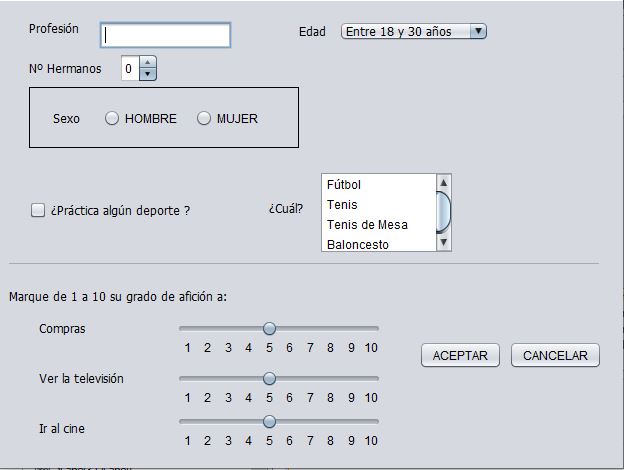 Profesión
Edad Entre 18 y 30 años
Nº Hermanos 0
Sexo HOMBRE MUJER
Fútbol
¿Práctica algún deporte ? ¿Cuál? Tenis
Tenis de Mesa
Baloncesto
Marque de 1 a 10 su grado de afición a:
Compras
1 2 3 4 5 6 7 8 9 10
ACEPTAR CANCELAR
Ver la televisión
1 2 3 4 5 6 7 8 9 10
Ir al cine
1 2 3 4 5 6 7 8 9 10